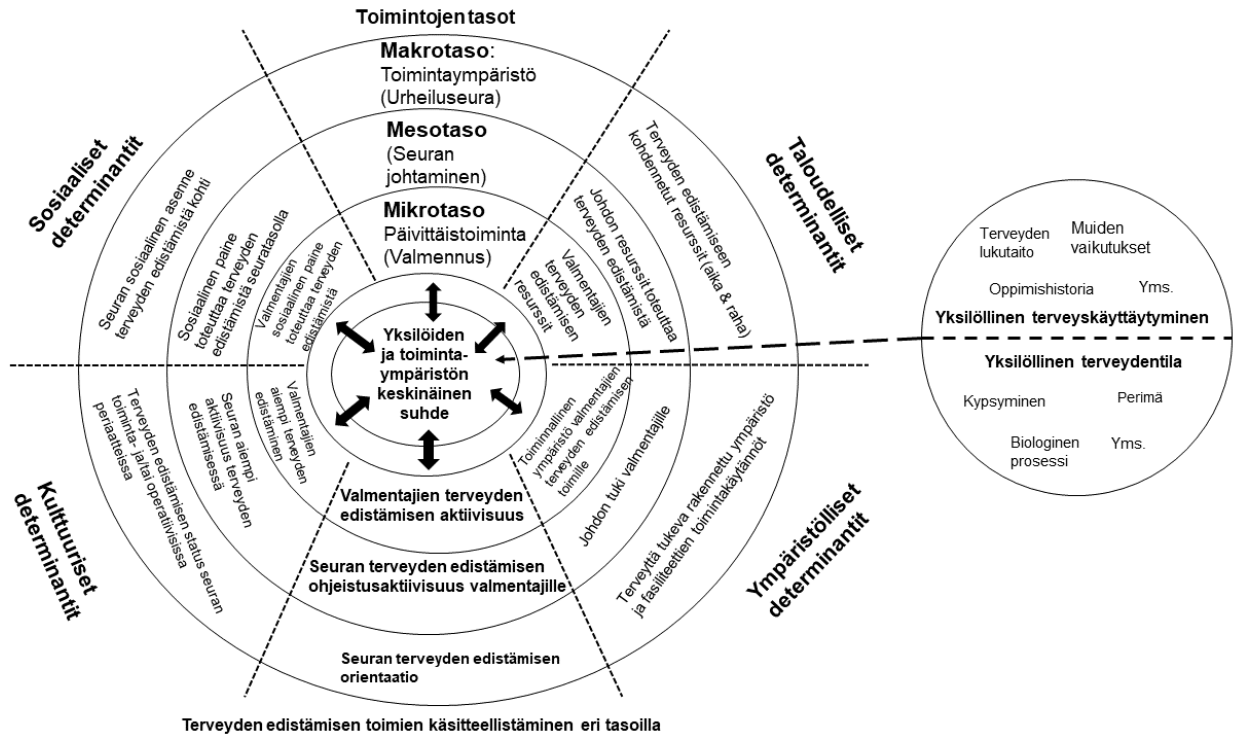 Toimintojen tasot
Makrotaso:
Toimintaympäristö
(Urheiluseura)
Mesotaso
(Seuran
johtaminen)
Mikrotaso
Päivittäistoiminta
(Valmennus)
Sosiaaliset
determinantit
Seuran sosiaalinen asenne
terveyden edistämistä kohti
Sosiaalinen paine
toteuttaa terveyden
edistämistä seuratasolla
Valmentajien
sosiaalinen paine
toteuttaa terveyden
edistämistä
Taloudelliset
determinantit
Terveyden edistämiseen
kohdennetut resurssit (aika & raha)
Johdon resurssit toteuttaa
terveyden edistämistä
Valmentajien
terveyden
edistämisen
resurssit
Yksilöiden
ja toiminta-
ympäristön
keskinäinen
suhde
Kulttuuriset
determinantit
Terveyden edistämisen status seuran
toiminta- ja/tai operatiivisissa
periaatteissa
Seuran aiempi
aktiivisuus terveyden
edistämisessä
Valmentajien
aiempi terveyden
edistäminen
Ympäristölliset
determinantit
Toiminnallinen
ympäristö valmentajien
terveyden edistämisen
toimille
Johdon tuki valmentajille
Terveyttä tukeva rakennettu ympäristö
ja fasiliteettien toimintakäytännöt
Valmentajien terveyden
edistämisen aktiivisuus
Seuran terveyden edistämisen
ohjeistusaktiivisuus valmentajille
Seuran terveyden edistämisen
orientaatio
Terveyden edistämisen toimien käsitteellistäminen eri tasoilla
Terveyden
lukutaito
Muiden
vaikutukset
Oppimishistoria
Yms.
Yksilöllinen terveyskäyttäytyminen
Yksilöllinen terveydentila
Kypsyminen
Perimä
Biologinen
prosessi
Yms.